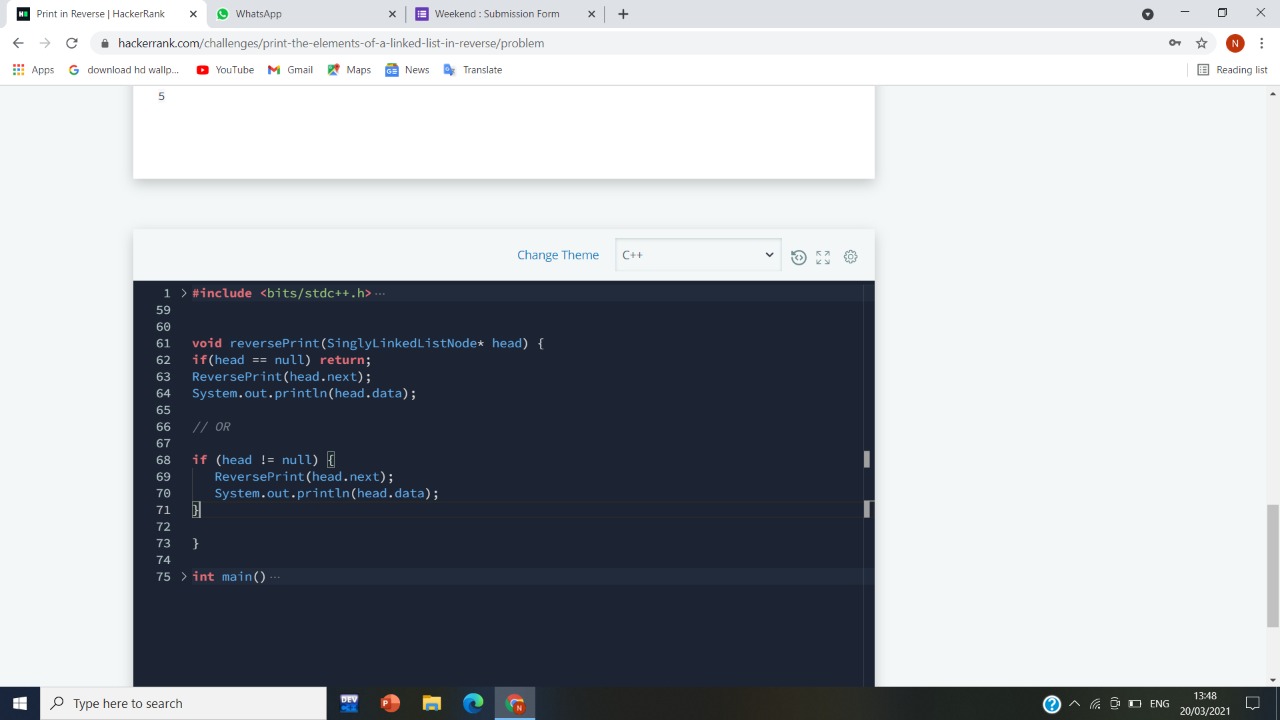 Print in Reverse | HackerRank
WhatsApp
Weekend : Submission Form
hackerrank.com/challenges/print-the-elements-of-a-linked-list-in-reverse/problem
N
Apps
download hd wallp...
YouTube
Gmail
Maps
News
Translate
Reading list
5
Change Theme
C++
1 #include <bits/stdc++.h>···
59
60
61 void reversePrint(SinglyLinkedListNode* head) {
62 if(head == null) return;
63 ReversePrint(head.next);
64 System.out.println(head.data);
65
66 // OR
67
68 if (head != null) {
69 ReversePrint(head.next);
70 System.out.println(head.data);
71 }
72
73 }
74
75 int main()···
Type here to search
DEV
ENG
13:48
20/03/2021